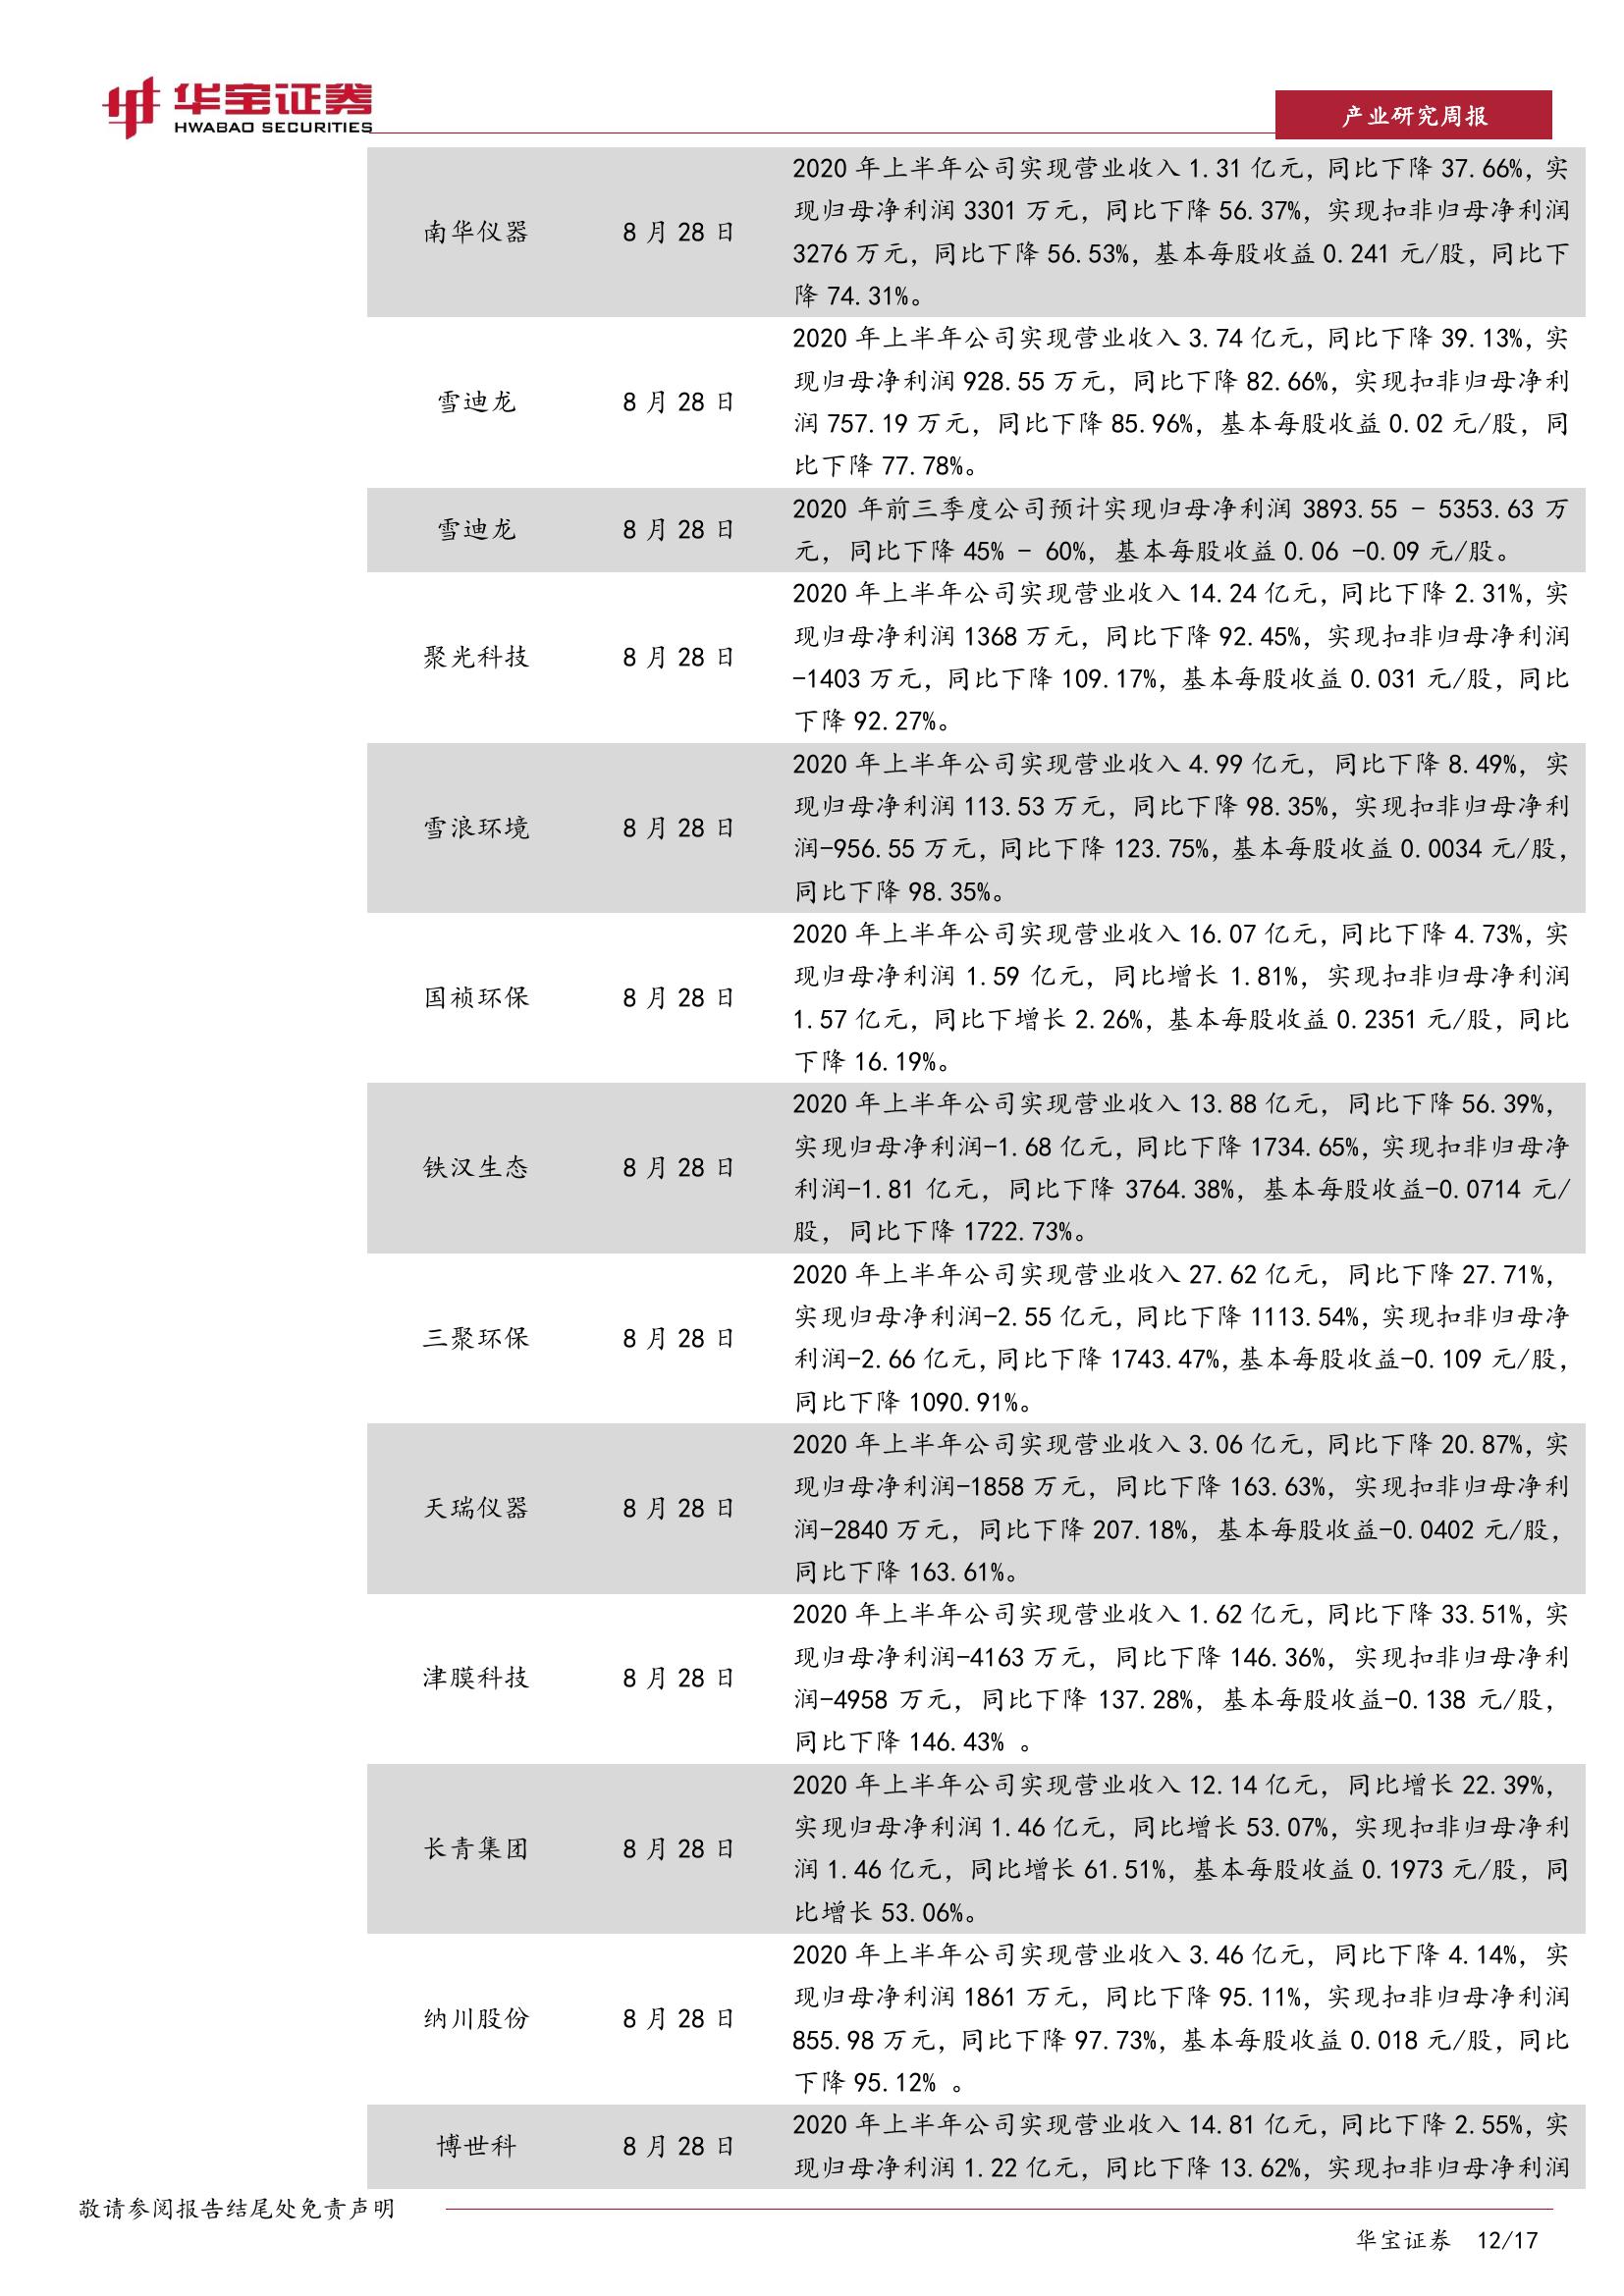 华宝证券
HWABAO SECURITIES
产业研究周报
南华仪器
8 月 28 日
2020 年上半年公司实现营业收入 1.31 亿元，同比下降 37.66%，实
现归母净利润 3301 万元，同比下降 56.37%，实现扣非归母净利润
3276 万元，同比下降 56.53%，基本每股收益 0.241 元/股，同比下
降 74.31%。
雪迪龙
8 月 28 日
2020 年上半年公司实现营业收入 3.74 亿元，同比下降 39.13%，实
现归母净利润 928.55 万元，同比下降 82.66%，实现扣非归母净利
润 757.19 万元，同比下降 85.96%，基本每股收益 0.02 元/股，同
比下降 77.78%。
雪迪龙
8 月 28 日
2020 年前三季度公司预计实现归母净利润 3893.55 - 5353.63 万
元，同比下降 45% - 60%，基本每股收益 0.06 -0.09 元/股。
聚光科技
8 月 28 日
2020 年上半年公司实现营业收入 14.24 亿元，同比下降 2.31%，实
现归母净利润 1368 万元，同比下降 92.45%，实现扣非归母净利润
-1403 万元，同比下降 109.17%，基本每股收益 0.031 元/股，同比
下降 92.27%。
雪浪环境
8 月 28 日
2020 年上半年公司实现营业收入 4.99 亿元，同比下降 8.49%，实
现归母净利润 113.53 万元，同比下降 98.35%，实现扣非归母净利
润-956.55 万元，同比下降 123.75%，基本每股收益 0.0034 元/股，
同比下降 98.35%。
国祯环保
8 月 28 日
2020 年上半年公司实现营业收入 16.07 亿元，同比下降 4.73%，实
现归母净利润 1.59 亿元，同比增长 1.81%，实现扣非归母净利润
1.57 亿元，同比下增长 2.26%，基本每股收益 0.2351 元/股，同比
下降 16.19%。
铁汉生态
8 月 28 日
2020 年上半年公司实现营业收入 13.88 亿元，同比下降 56.39%，
实现归母净利润-1.68 亿元，同比下降 1734.65%，实现扣非归母净
利润-1.81 亿元，同比下降 3764.38%，基本每股收益-0.0714 元/
股，同比下降 1722.73%。
三聚环保
8 月 28 日
2020 年上半年公司实现营业收入 27.62 亿元，同比下降 27.71%，
实现归母净利润-2.55 亿元，同比下降 1113.54%，实现扣非归母净
利润-2.66 亿元，同比下降 1743.47%，基本每股收益-0.109 元/股，
同比下降 1090.91%。
天瑞仪器
8 月 28 日
2020 年上半年公司实现营业收入 3.06 亿元，同比下降 20.87%，实
现归母净利润-1858 万元，同比下降 163.63%，实现扣非归母净利
润-2840 万元，同比下降 207.18%，基本每股收益-0.0402 元/股，
同比下降 163.61%。
津膜科技
8 月 28 日
2020 年上半年公司实现营业收入 1.62 亿元，同比下降 33.51%，实
现归母净利润-4163 万元，同比下降 146.36%，实现扣非归母净利
润-4958 万元，同比下降 137.28%，基本每股收益-0.138 元/股，
同比下降 146.43% 。
长青集团
8 月 28 日
2020 年上半年公司实现营业收入 12.14 亿元，同比增长 22.39%，
实现归母净利润 1.46 亿元，同比增长 53.07%，实现扣非归母净利
润 1.46 亿元，同比增长 61.51%，基本每股收益 0.1973 元/股，同
比增长 53.06%。
纳川股份
8 月 28 日
2020 年上半年公司实现营业收入 3.46 亿元，同比下降 4.14%，实
现归母净利润 1861 万元，同比下降 95.11%，实现扣非归母净利润
855.98 万元，同比下降 97.73%，基本每股收益 0.018 元/股，同比
下降 95.12% 。
博世科
8 月 28 日
2020 年上半年公司实现营业收入 14.81 亿元，同比下降 2.55%，实
现归母净利润 1.22 亿元，同比下降 13.62%，实现扣非归母净利润
敬请参阅报告结尾处免责声明
华宝证券 12/17